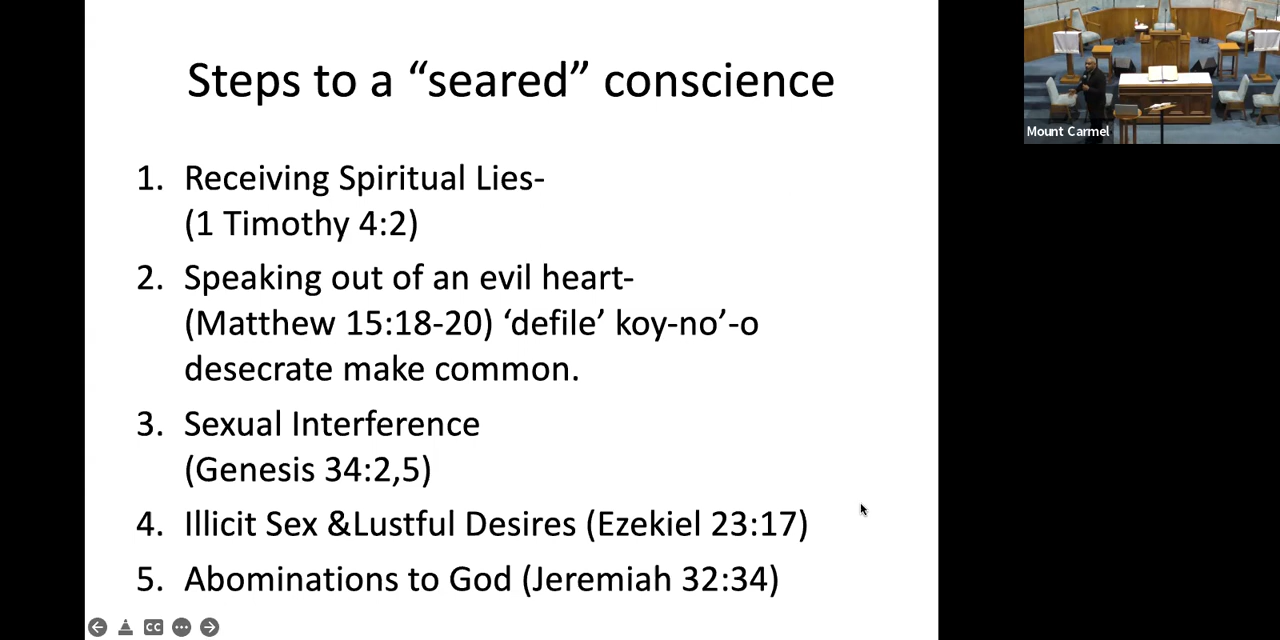 Steps to a “seared” conscience
1. Receiving Spiritual Lies-
(1 Timothy 4:2)
2. Speaking out of an evil heart-
(Matthew 15:18-20) ‘defile’ koy-no’-o
desecrate make common.
3. Sexual Interference
(Genesis 34:2,5)
4. Illicit Sex &Lustful Desires (Ezekiel 23:17)
5. Abominations to God (Jeremiah 32:34)
CC
Mount Carmel